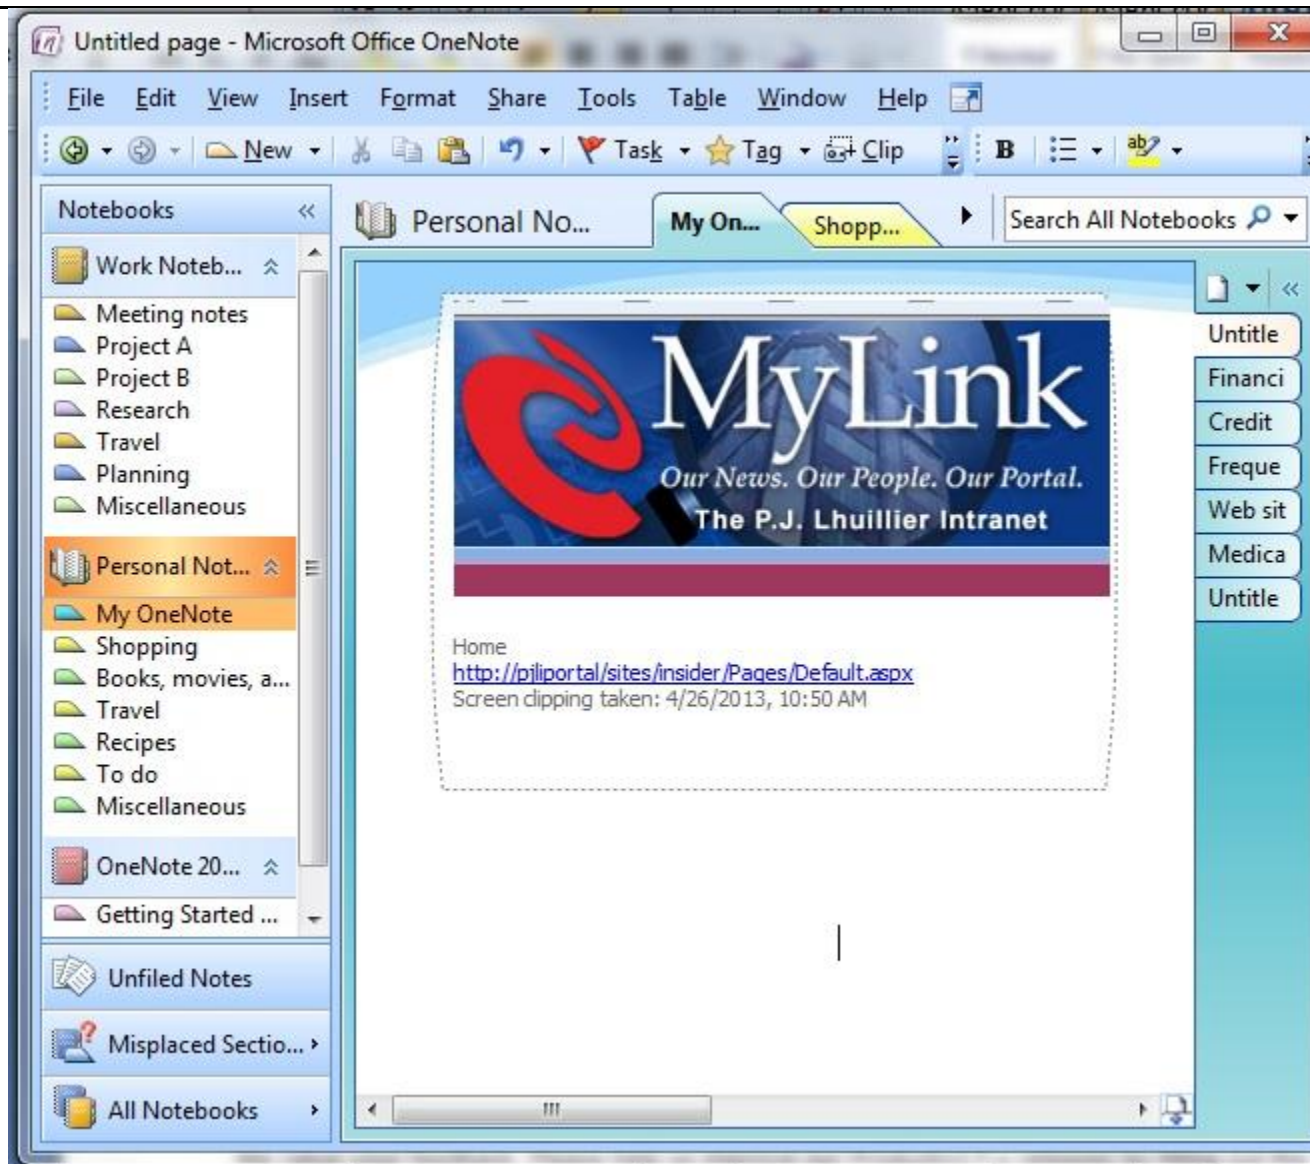 Untitled page - Microsoft Office OneNote
File Edit View Insert Format Share Tools Table Window Help
New Task Tag Clip B ab
Notebooks
Work Noteb...
Meeting notes
Project A
Project B
Research
Travel
Planning
Miscellaneous
Personal Not...
My OneNote
Shopping
Books, movies, a...
Travel
Recipes
To do
Miscellaneous
OneNote 20...
Getting Started ...
Unfiled Notes
Misplaced Sectio...
All Notebooks
Personal No... My On... Shopp... Search All Notebooks
MyLink
Our News. Our People. Our Portal.
The P.J. Lhuillier Intranet
Home
http://pjliportal/sites/insider/Pages/Default.aspx
Screen clipping taken: 4/26/2013, 10:50 AM
Untitle
Financi
Credit
Freque
Web sit
Medica
Untitle